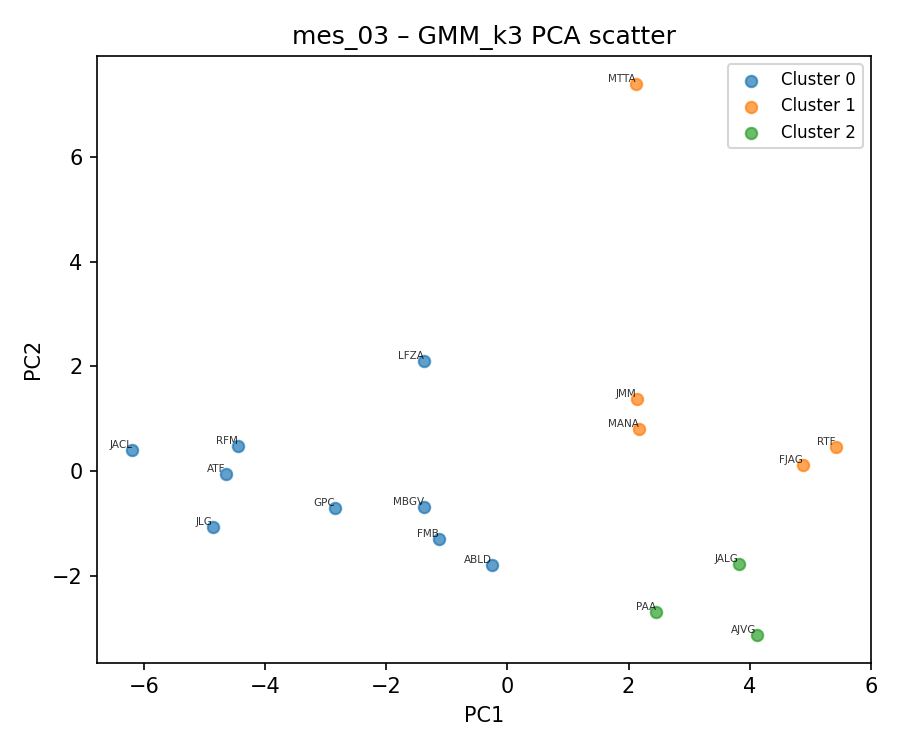 mes_03 – GMM_k3 PCA scatter
Cluster 0
Cluster 1
Cluster 2
MTTA
LFZA
JMM
MANA
RTF
FJAG
JACL
RFM
ATF
JLG
GPC
MBGV
FMB
ABLD
JALG
PAA
AJVG
6
4
2
0
−2
PC2
−6 −4 −2 0 2 4 6
PC1